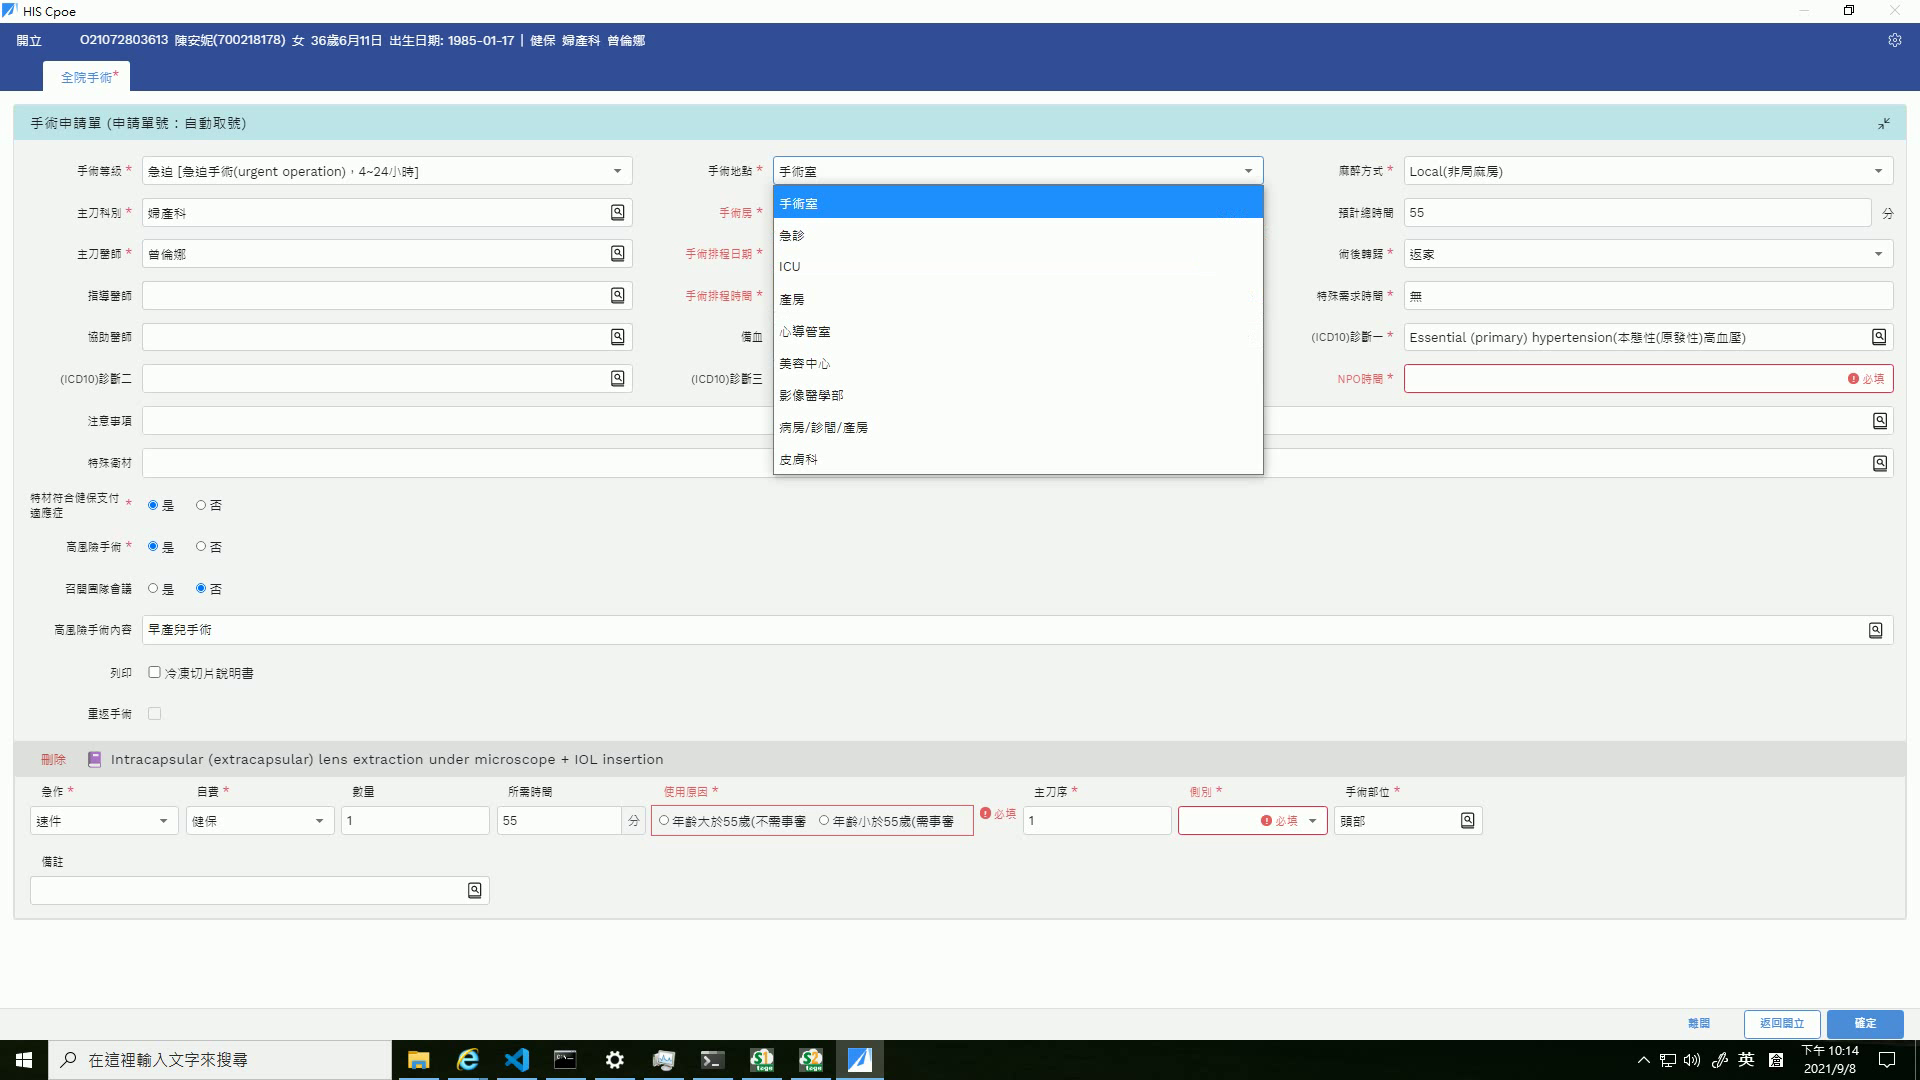 HIS Cpoe
開立 O21072803613 陳安妮(700218178) 女 36歲6月11日 出生日期: 1985-01-17 | 健保 婦產科 曾倫娜
全院手術*
手術申請單 (申請單號：自動取號)
手術等級 * 急迫 [急迫手術(urgent operation)，4~24小時] 手術地點 * 手術室 麻醉方式 * Local(非局麻房)
手術室
主刀科別 * 婦產科 手術房 * 預計總時間 55 分
急診
主刀醫師 * 曾倫娜 手術排程日期 * 術後轉歸 * 返家
ICU
指導醫師 手術排程時間 * 產房 特殊需求時間 * 無
協助醫師 備血 心導管室 (ICD10)診斷一 * Essential (primary) hypertension(本態性(原發性)高血壓)
美容中心
(ICD10)診斷二 (ICD10)診斷三 NPO時間 * 必填
影像醫學部
注意事項 病房/診間/產房
特殊衛材 皮膚科
特材符合健保支付適應症 * 是 否
高風險手術 * 是 否
召開團隊會議 是 否
高風險手術內容 早產兒手術
列印 冷凍切片說明書
重返手術
刪除 Intracapsular (extracapsular) lens extraction under microscope + IOL insertion
急作 * 自費 * 數量 所需時間 使用原因 * 主刀序 * 側別 * 手術部位 *
速件 健保 1 55 分 年齡大於55歲(不需事審 年齡小於55歲(需事審 必填 1 必填 頭部
備註
離開 返回開立 確定
在這裡輸入文字來搜尋 英 下午 10:14
2021/9/8